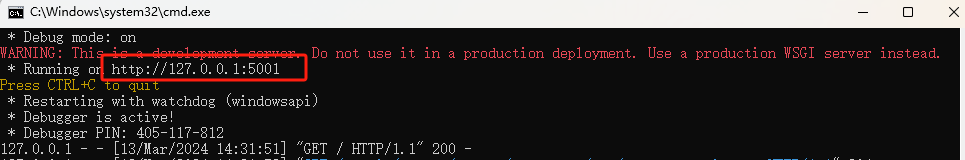 C:\Windows\system32\cmd.exe
* Debug mode: on
WARNING: This is a development server. Do not use it in a production deployment. Use a production WSGI server instead.
* Running on http://127.0.0.1:5001
Press CTRL+C to quit
* Restarting with watchdog (windowsapi)
* Debugger is active!
* Debugger PIN: 405-117-812
127.0.0.1 - - [13/Mar/2024 14:31:51] "GET / HTTP/1.1" 200 -